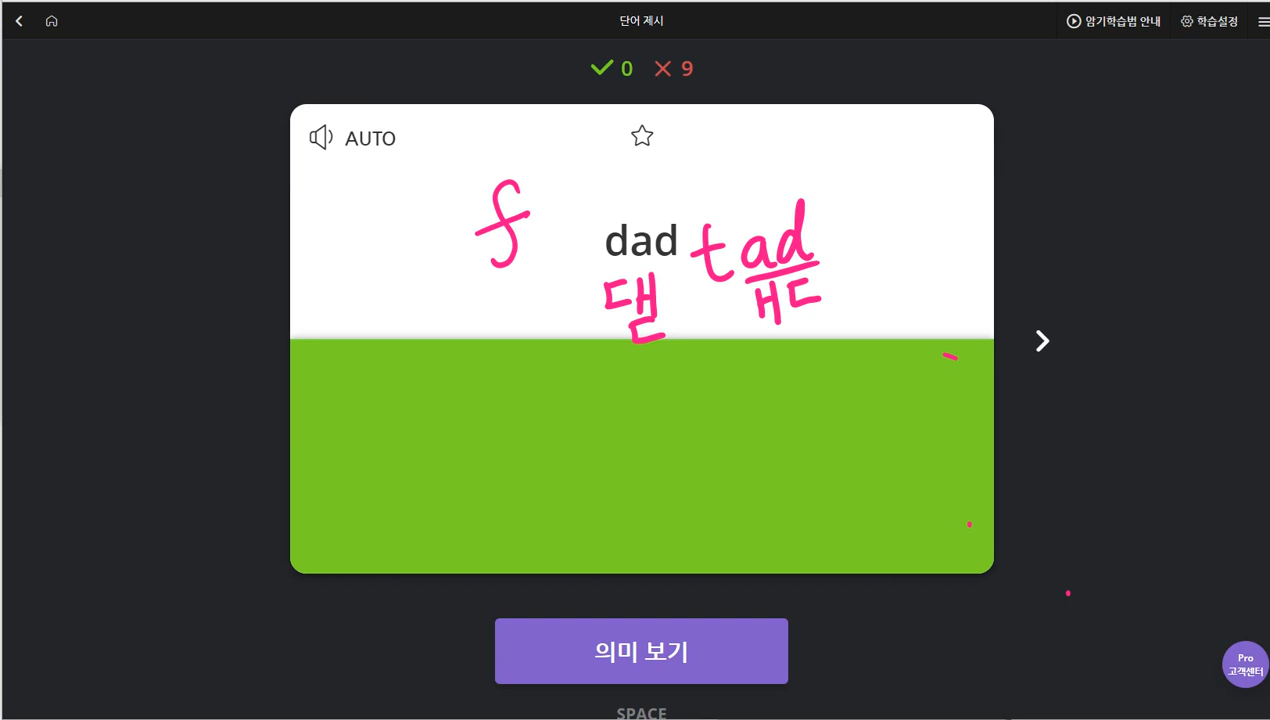 단어 제시
암기학습법 안내
학습설정
0 9
AUTO
f
dad tad
댇 ㅐㄷ
의미 보기
SPACE
Pro
고객센터